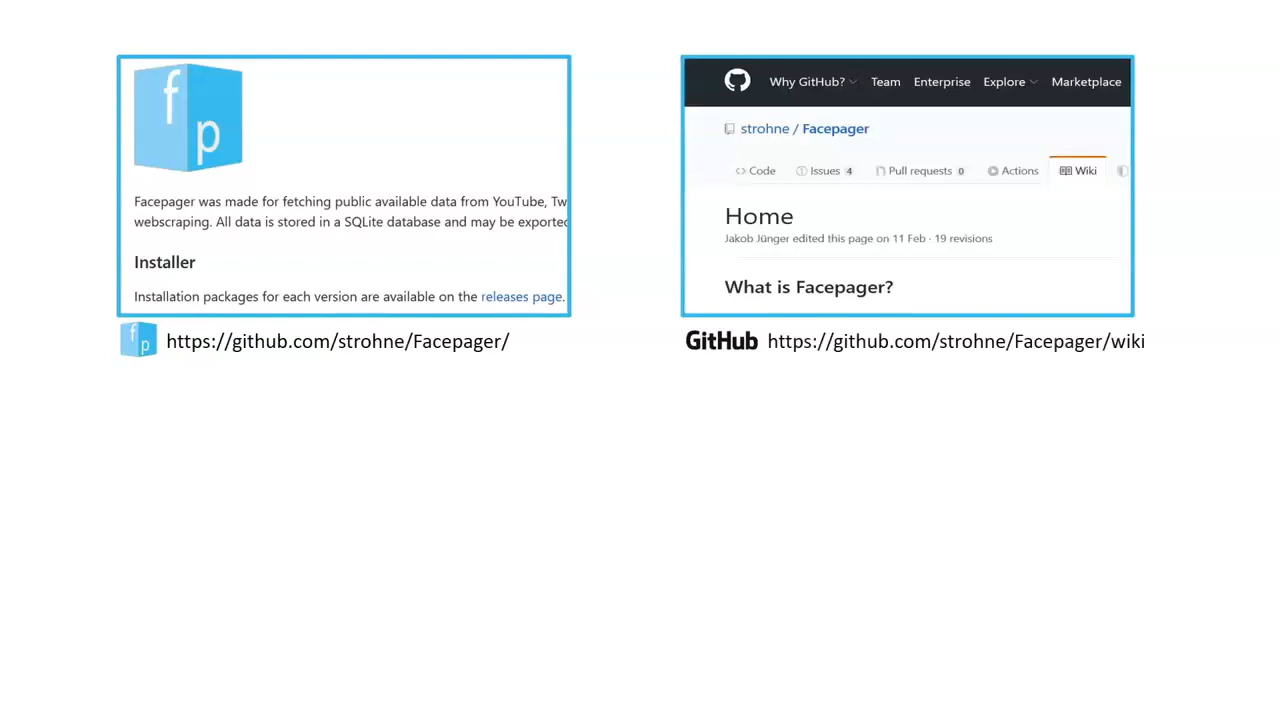 f
p
Facepager was made for fetching public available data from YouTube, Tw
webscraping. All data is stored in a SQLite database and may be exported
Installer
Installation packages for each version are available on the releases page.
f
p
https://github.com/strohne/Facepager/
Why GitHub? Team Enterprise Explore Marketplace
strohne / Facepager
Code Issues 4 Pull requests 0 Actions Wiki
Home
Jakob Jünger edited this page on 11 Feb · 19 revisions
What is Facepager?
GitHub https://github.com/strohne/Facepager/wiki